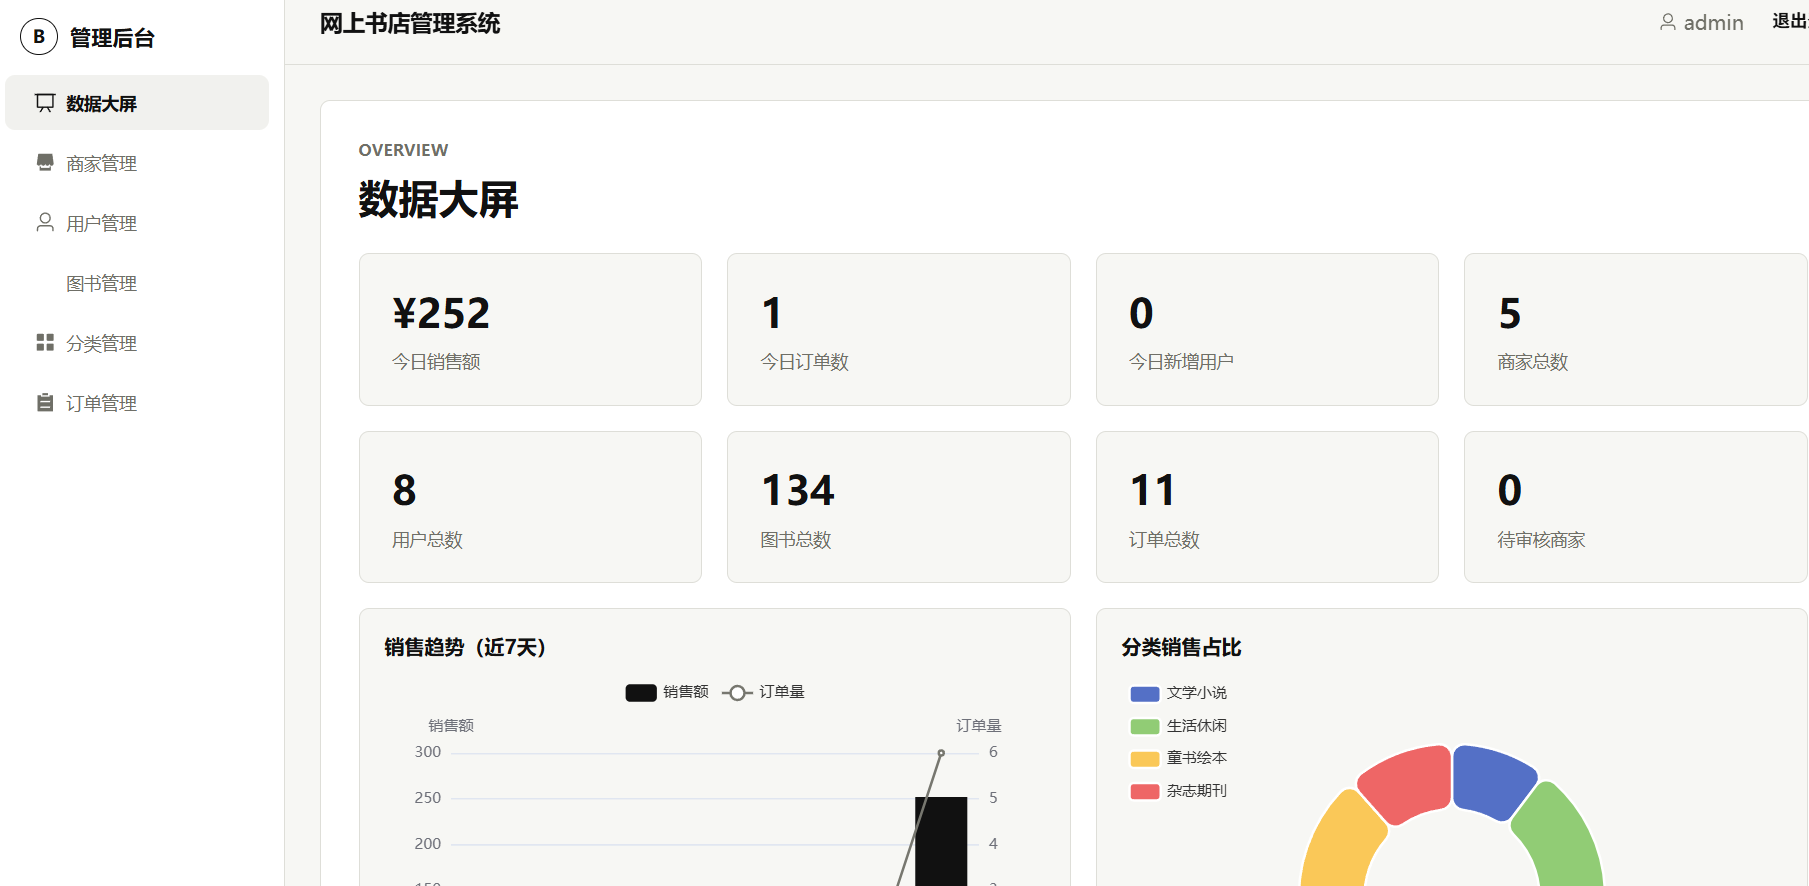 B 管理后台
数据大屏
商家管理
用户管理
图书管理
分类管理
订单管理
网上书店管理系统
admin
退出
OVERVIEW
数据大屏
¥252
今日销售额
1
今日订单数
0
今日新增用户
5
商家总数
8
用户总数
134
图书总数
11
订单总数
0
待审核商家
销售趋势（近7天）
销售额 订单量
销售额 订单量
300 6
250 5
200 4
分类销售占比
文学小说
生活休闲
童书绘本
杂志期刊